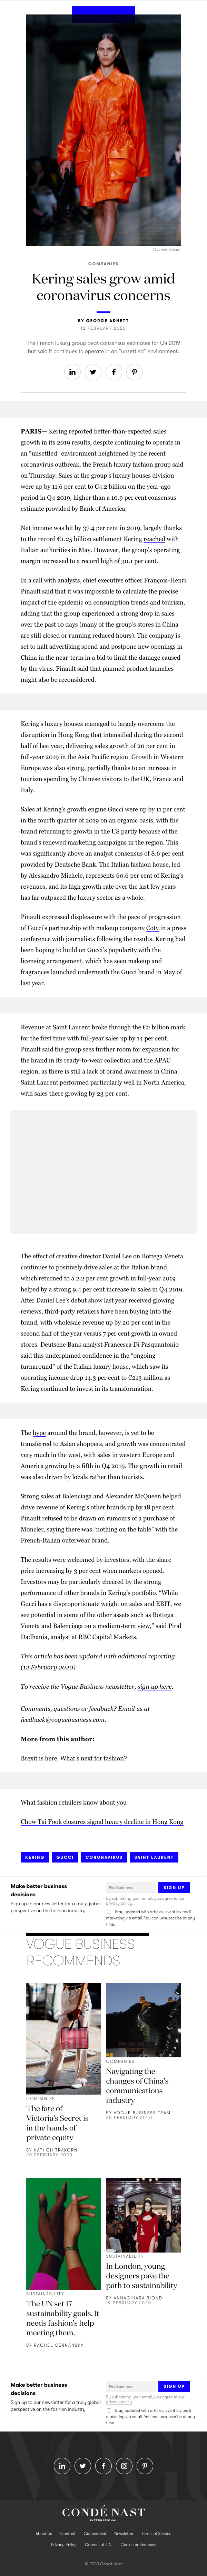 © Jamie Stoker
COMPANIES
Kering sales grow amid
coronavirus concerns
BY GEORGE ARNETT
12 FEBRUARY 2020
The French luxury group beat consensus estimates for Q4 2019
but said it continues to operate in an "unsettled" environment.
PARIS— Kering reported better-than-expected sales
growth in its 2019 results, despite continuing to operate in
an "unsettled" environment heightened by the recent
coronavirus outbreak, the French luxury fashion group said
on Thursday. Sales at the group's luxury houses division
were up by 11.6 per cent to €4.2 billion on the year-ago
period in Q4 2019, higher than a 10.9 per cent consensus
estimate provided by Bank of America.
Net income was hit by 37.4 per cent in 2019, largely thanks
to the record €1.25 billion settlement Kering reached with
Italian authorities in May. However, the group's operating
margin increased to a record high of 30.1 per cent.
In a call with analysts, chief executive officer François-Henri
Pinault said that it was impossible to calculate the precise
impact of the epidemic on consumption trends and tourism,
adding that the group has experienced a strong drop in sales
over the past 10 days (many of the group's stores in China
are still closed or opening reduced hours). The company is
set to halt advertising spend and postpone store openings in
China in the near term in a bid to limit the damage caused
by the virus. Pinault said that planned product launches
might also be reconsidered.
Kering's luxury houses managed to largely overcome the
disruption in Hong Kong that intensified during the second
half of last year, delivering sales growth of 20 per cent in
full-year 2019 in the Asia Pacific region. Growth in Western
Europe was also strong, partially thanks to an increase in
tourism spending by Chinese visitors to the UK, France and
Italy.
Sales at Kering's growth engine Gucci were up by 11 per cent
in the fourth quarter of 2019 on an organic basis, with the
brand returning to growth in the US partly because of the
brand's renewed marketing campaigns in the region. This
was significantly above an analyst consensus of 8.6 per cent
provided by Deutsche Bank. The Italian fashion house, led
by Alessandro Michele, represents 60.6 per cent of Kering's
revenues, and its high growth rate over the last few years
has far outpaced the luxury sector as a whole.
Pinault expressed displeasure with the pace of progression
of Gucci's partnership with makeup company Coty in a press
conference with journalists following the results. Kering had
been hoping to build on Gucci's popularity with the
licensing arrangement, which has seen makeup and
fragrances launched underneath the Gucci brand in May of
last year.
Revenue at Saint Laurent broke through the €2 billion mark
for the first time with full-year sales up by 14 per cent.
Pinault said the group sees further room for expansion for
the brand in its ready-to-wear collection and the APAC
region, as there is still a lack of brand awareness in China.
Saint Laurent performed particularly well in North America,
with sales there growing by 23 per cent.
The effect of creative director Daniel Lee on Bottega Veneta
continues to positively drive sales at the Italian brand,
which returned to a 2.2 per cent growth in full-year 2019
helped by a strong 9.4 per cent increase in sales in Q4 2019.
After Daniel Lee's debut show last year received glowing
reviews, third-party retailers have been buying into the
brand, with wholesale revenue up by 20 per cent in the
second half of the year versus 7 per cent growth in owned
stores. Deutsche Bank analyst Francesca Di Pasquantonio
said this underpinned confidence in the "ongoing
turnaround" of the Italian luxury house, which saw its
operating income drop 14.3 per cent to €213 million as
Kering continued to invest in its transformation.
The hype around the brand, however, is yet to be
transferred to Asian shoppers, and growth was concentrated
very much in the west, with sales in western Europe and
America growing by a fifth in Q4 2019. The growth in retail
was also driven by locals rather than tourists.
Strong sales at Balenciaga and Alexander McQueen helped
drive revenue of Kering's other brands up by 18 per cent.
Pinault refused to be drawn on rumours of a purchase of
Moncler, saying there was "nothing on the table" with the
French-Italian outerwear brand.
The results were welcomed by investors, with the share
price increasing by 3 per cent when markets opened.
Investors may be particularly cheered by the strong
performance of other brands in Kering's portfolio. "While
Gucci has a disproportionate weight on sales and EBIT, we
see potential in some of the other assets such as Bottega
Veneta and Balenciaga on a medium-term view," said Piral
Dadhania, analyst at RBC Capital Markets.
This article has been updated with additional reporting.
(12 February 2020)
To receive the Vogue Business newsletter, sign up here.
Comments, questions or feedback? Email us at
feedback@voguebusiness.com.
More from this author:
Brexit is here. What's next for fashion?
What fashion retailers know about you
Chow Tai Fook closures signal luxury decline in Hong Kong
KERING
GUCCI
CORONAVIRUS
SAINT LAURENT
Make better business
decisions
Sign up to our newsletter for a truly global
perspective on the fashion industry
Email address
SIGN UP
By submitting your email, you agree to our
privacy policy.
Stay updated with articles, event invites &
marketing via email. You can unsubscribe at any
time.
VOGUE BUSINESS
RECOMMENDS
COMPANIES
The fate of
Victoria's Secret is
in the hands of
private equity
BY KATI CHITRAKORN
20 FEBRUARY 2020
COMPANIES
Navigating the
changes of China's
communications
industry
BY VOGUE BUSINESS TEAM
20 FEBRUARY 2020
SUSTAINABILITY
The UN set 17
sustainability goals. It
needs fashion's help
meeting them.
BY RACHEL CERNANSKY
SUSTAINABILITY
In London, young
designers pave the
path to sustainability
BY ANNACHIARA BIONDI
19 FEBRUARY 2020
Make better business
decisions
Sign up to our newsletter for a truly global
perspective on the fashion industry
Email address
SIGN UP
By submitting your email, you agree to our
privacy policy.
Stay updated with articles, event invites &
marketing via email. You can unsubscribe at any
time.
CONDÉ NAST
INTERNATIONAL
About Us Contact Commercial Newsletter Terms of Service
Privacy Policy Careers at CNI Cookie preferences
© 2020 Condé Nast